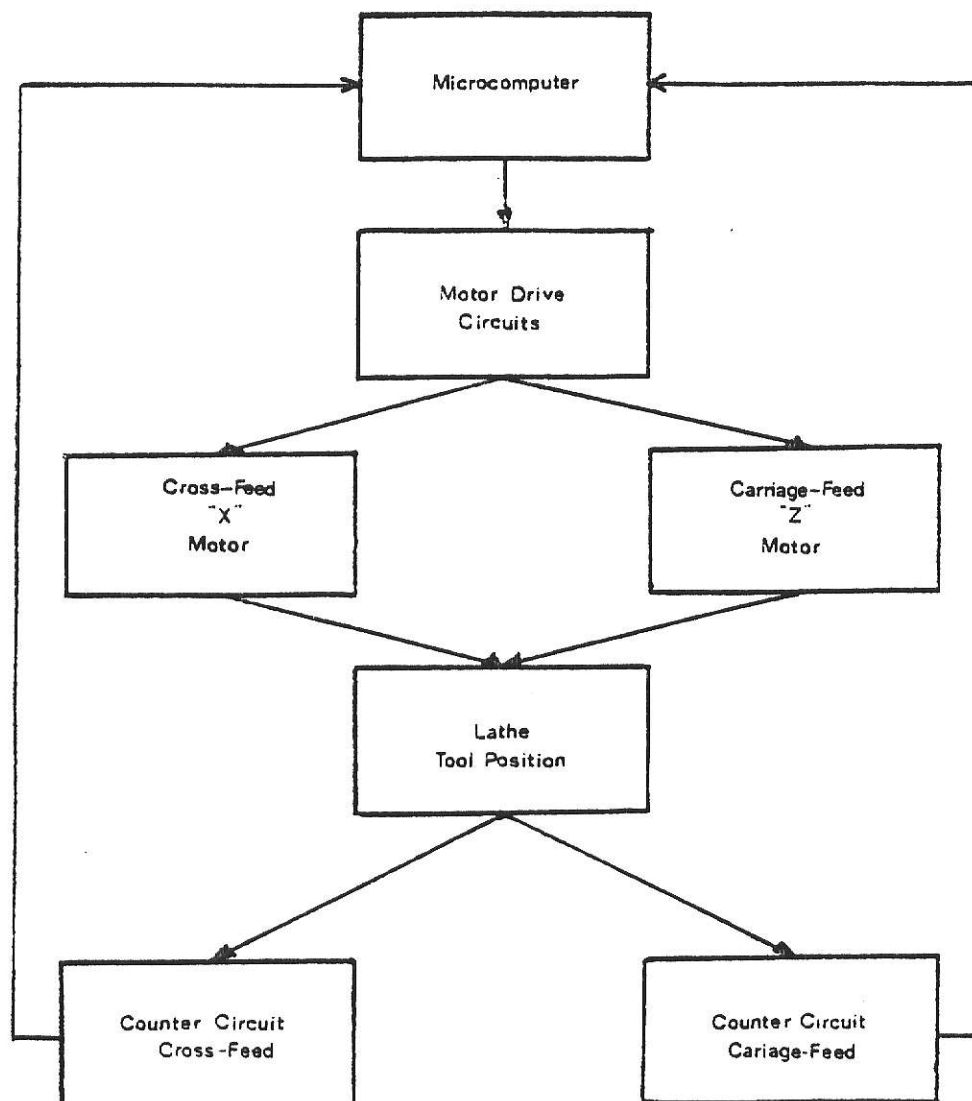 Microcomputer
Motor Drive
Circuits
Cross-Feed
"X"
Motor
Carriage-Feed
"Z"
Motor
Lathe
Tool Position
Counter Circuit
Cross-Feed
Counter Circuit
Cariage-Feed